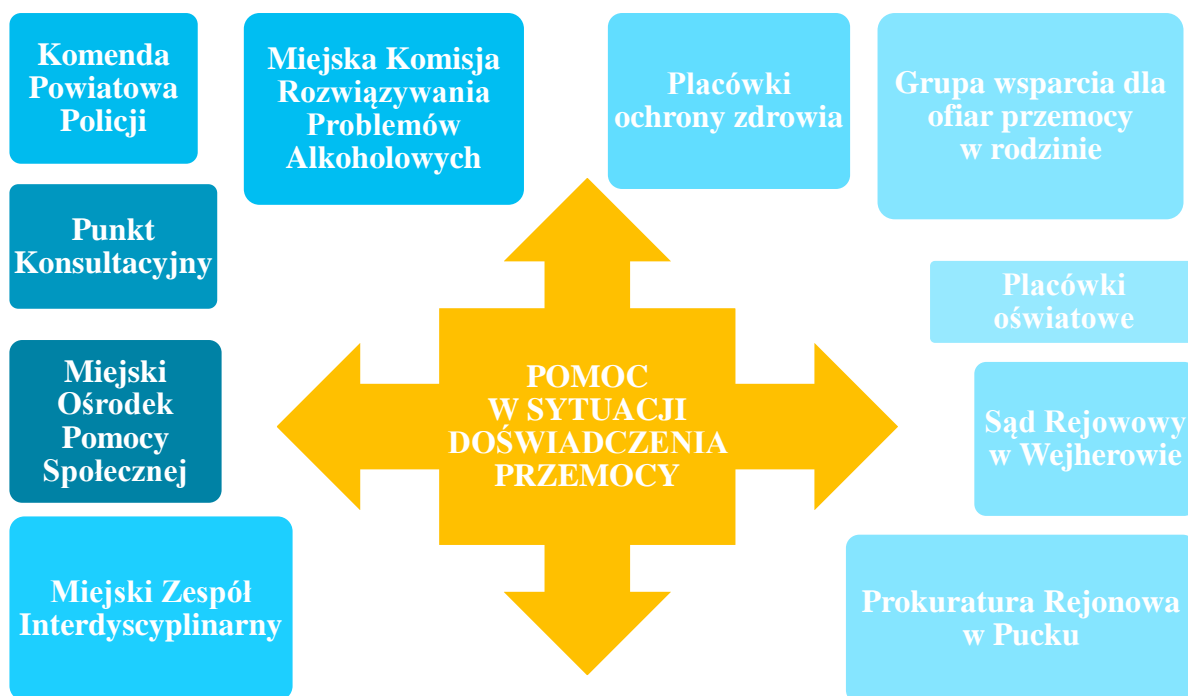 Komenda
Powiatowa
Policji
Miejska Komisja
Rozwiązywania
Problemów
Alkoholowych
Placówki
ochrony zdrowia
Grupa wsparcia dla
ofiar przemocy
w rodzinie
Punkt
Konsultacyjny
Placówki
oświatowe
Miejski
Ośrodek
Pomocy
Społecznej
POMOC
W SYTUACJI
DOŚWIADCZENIA
PRZEMOCY
Sąd Rejowowy
w Wejherowie
Miejski Zespół
Interdyscyplinarny
Prokuratura Rejonowa
w Pucku